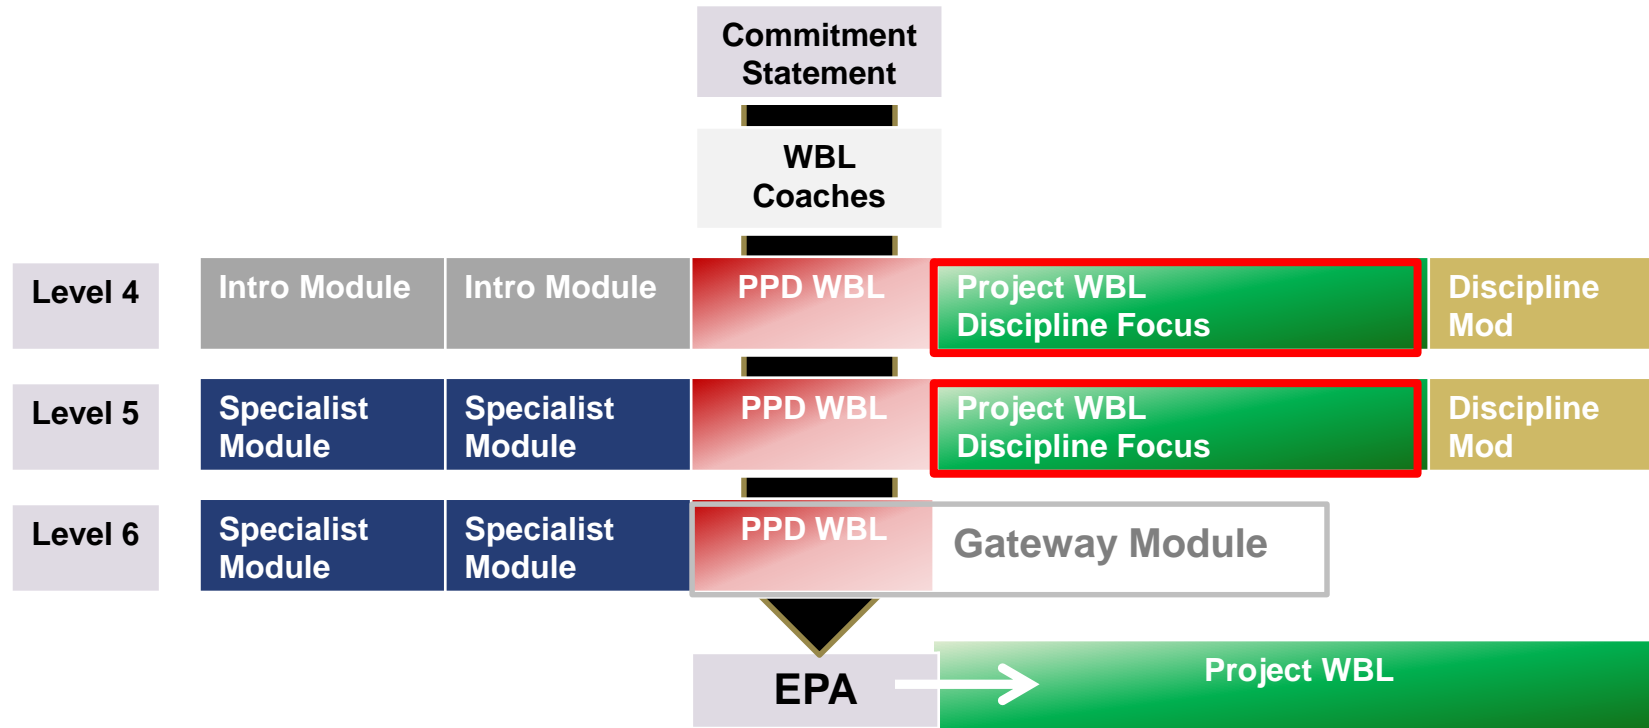 Commitment
Statement
WBL
Coaches
Level 4
Intro Module
Intro Module
PPD WBL
Project WBL
Discipline Focus
Discipline
Mod
Level 5
Specialist
Module
Specialist
Module
PPD WBL
Project WBL
Discipline Focus
Discipline
Mod
Level 6
Specialist
Module
Specialist
Module
PPD WBL
Gateway Module
EPA
Project WBL